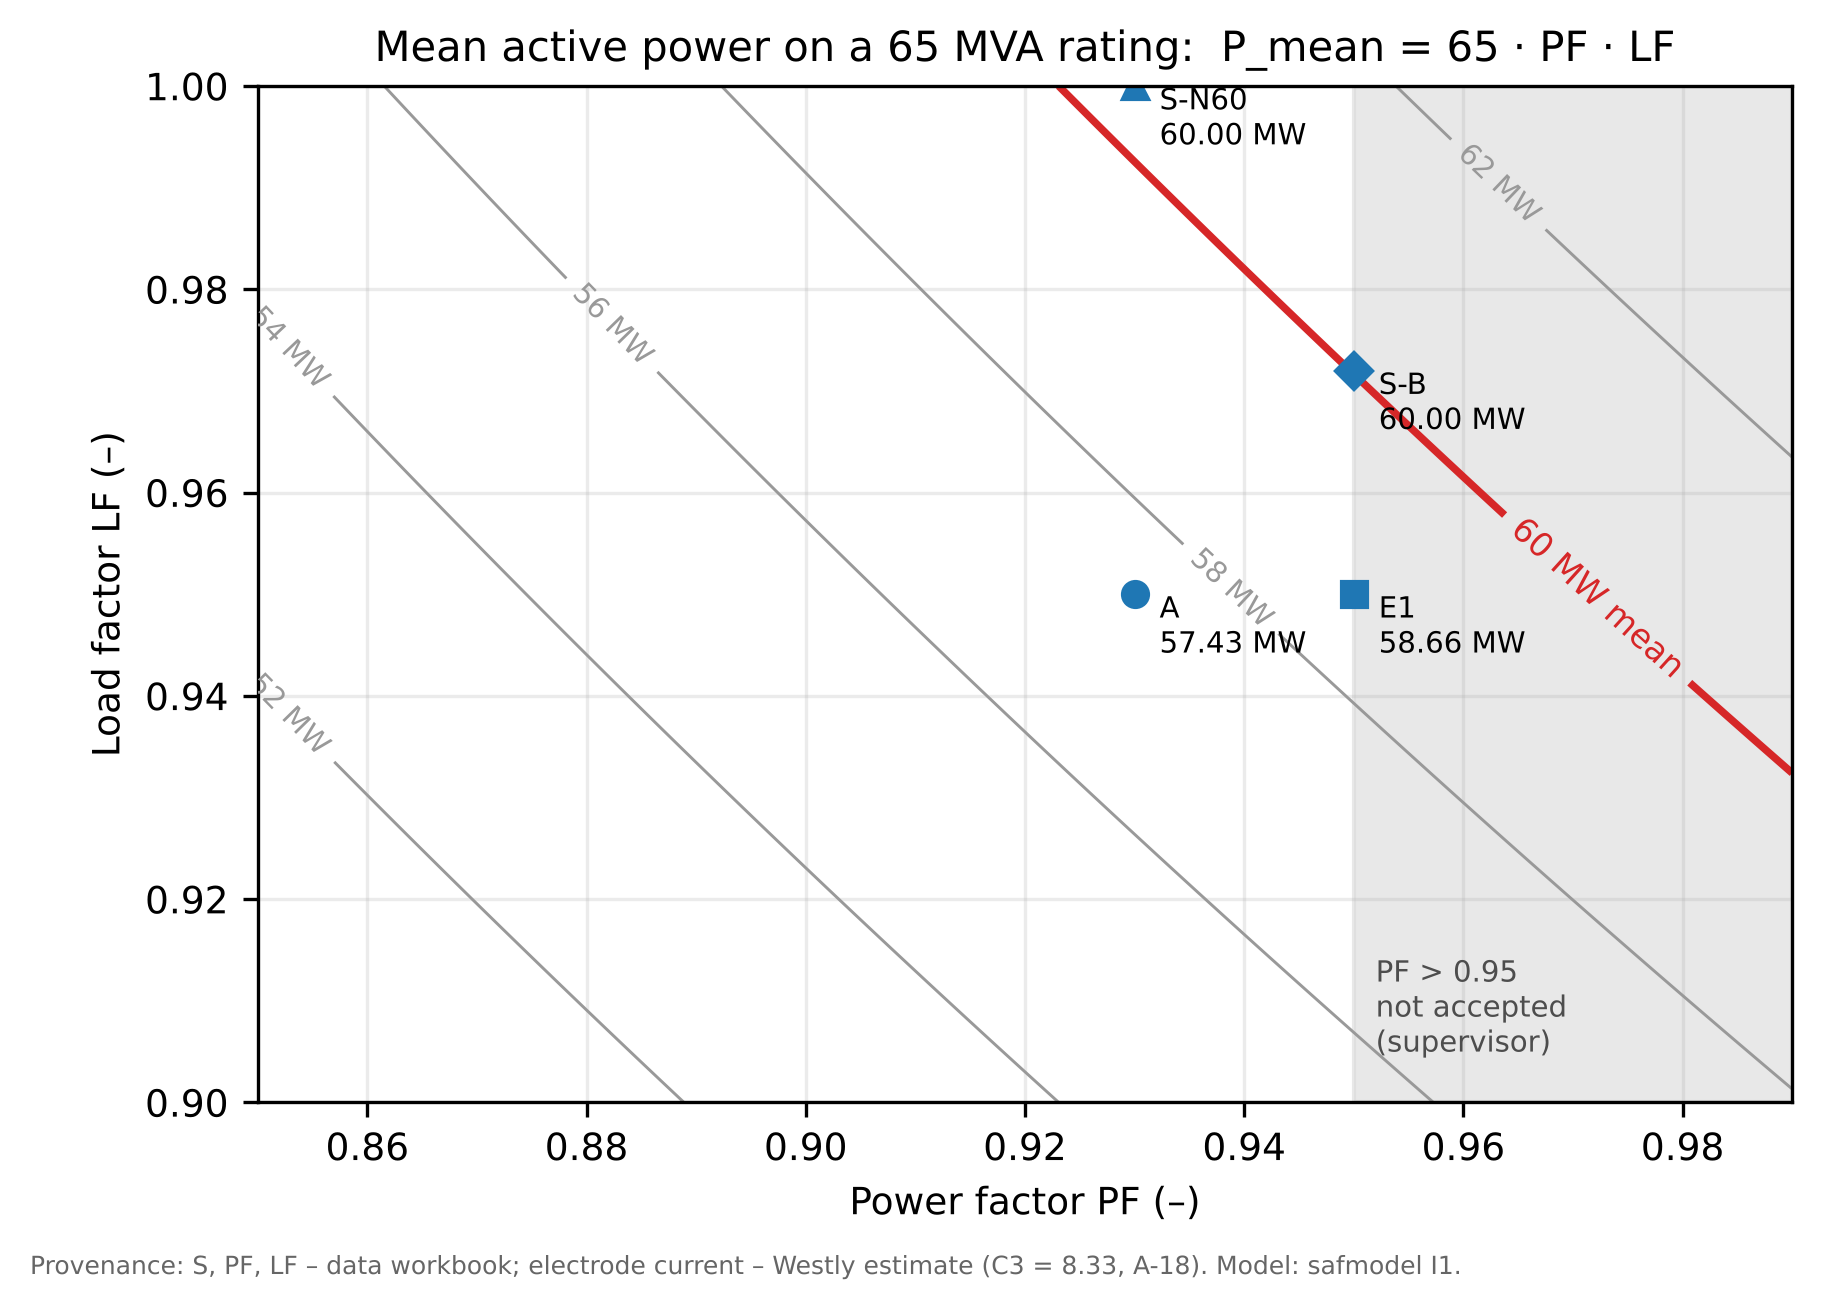 Mean active power on a 65 MVA rating:  P_mean = 65 · PF · LF
1.00
0.98
0.96
0.94
0.92
0.90
Load factor LF (–)
S-N60
60.00 MW
62 MW
54 MW
56 MW
S-B
60.00 MW
60 MW mean
58 MW
A
57.43 MW
E1
58.66 MW
52 MW
PF > 0.95
not accepted
(supervisor)
0.86
0.88
0.90
0.92
0.94
0.96
0.98
Power factor PF (–)
Provenance: S, PF, LF – data workbook; electrode current – Westly estimate (C3 = 8.33, A-18). Model: safmodel I1.